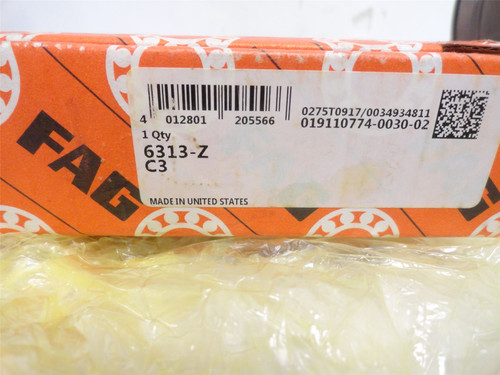 FAG
4 012801 205566
0275T0917/0034934811
019110774-0030-02
1 Qty
6313-Z
C3
MADE IN UNITED STATES